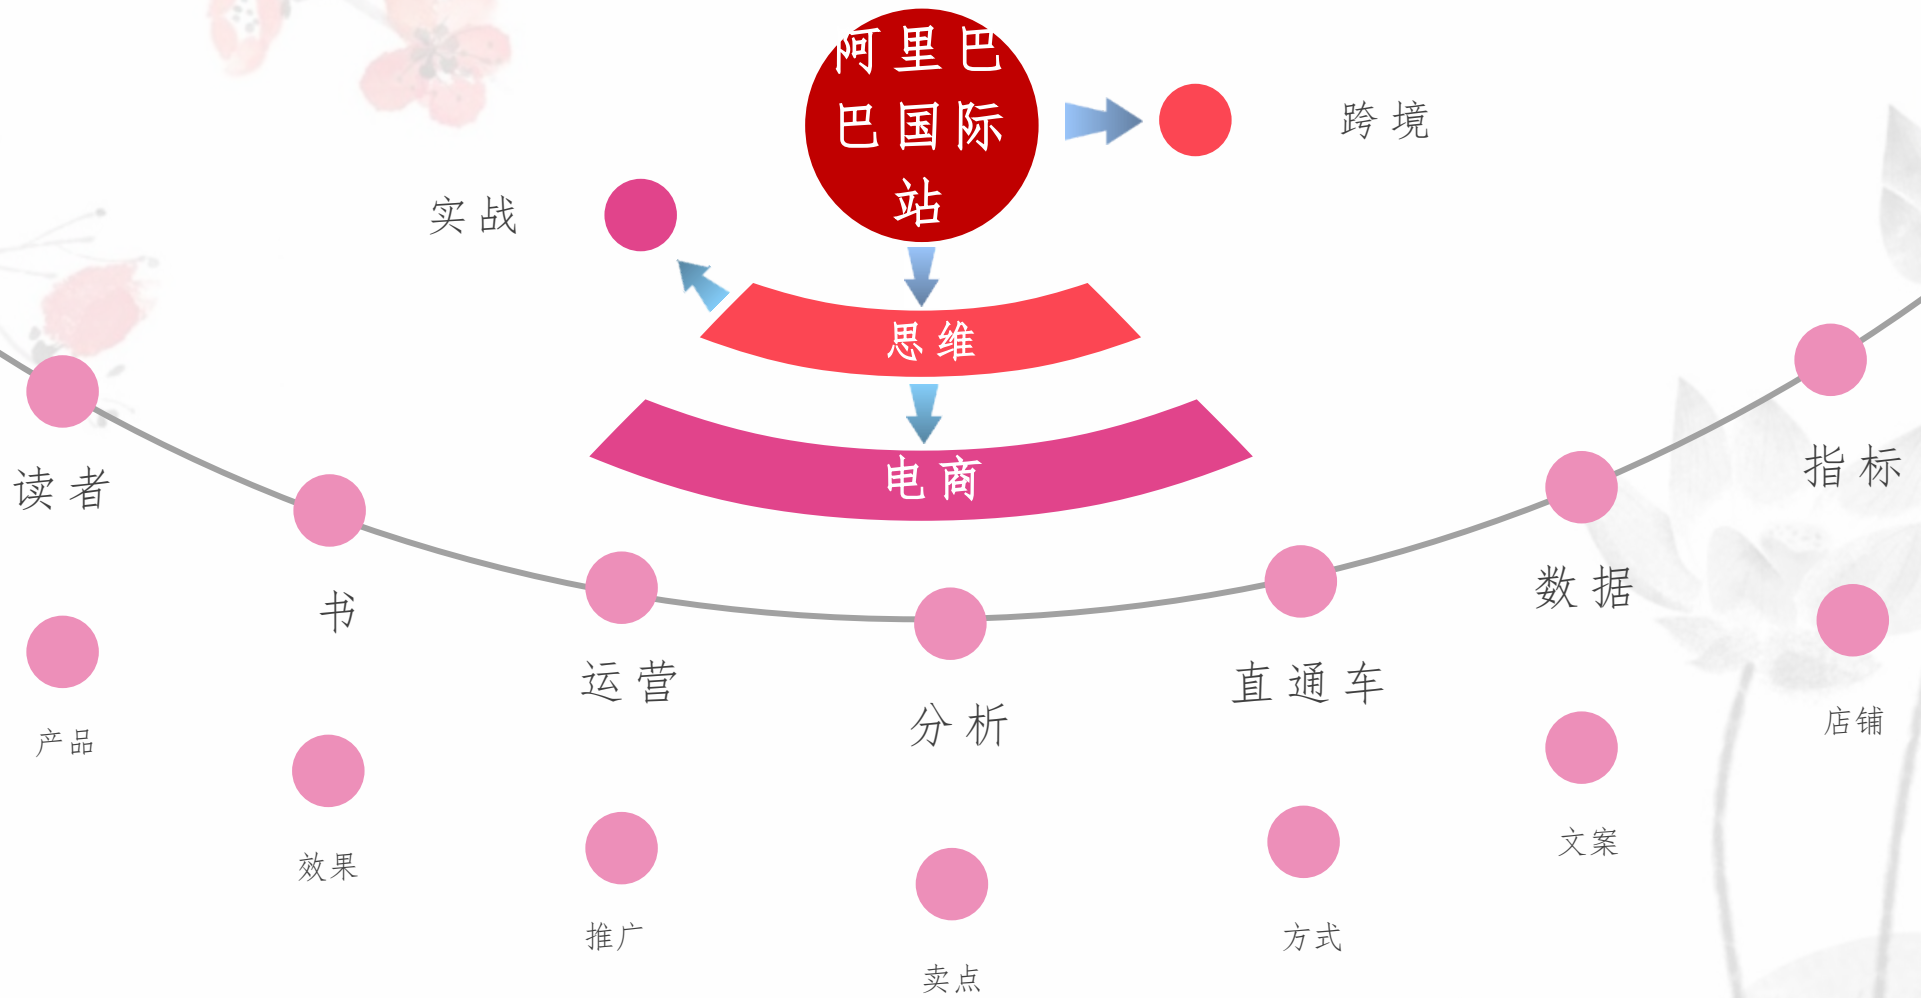 阿里巴
巴国际
站
跨境
实战
思维
电商
读者
书
运营
分析
直通车
数据
指标
产品
效果
推广
卖点
方式
文案
店铺